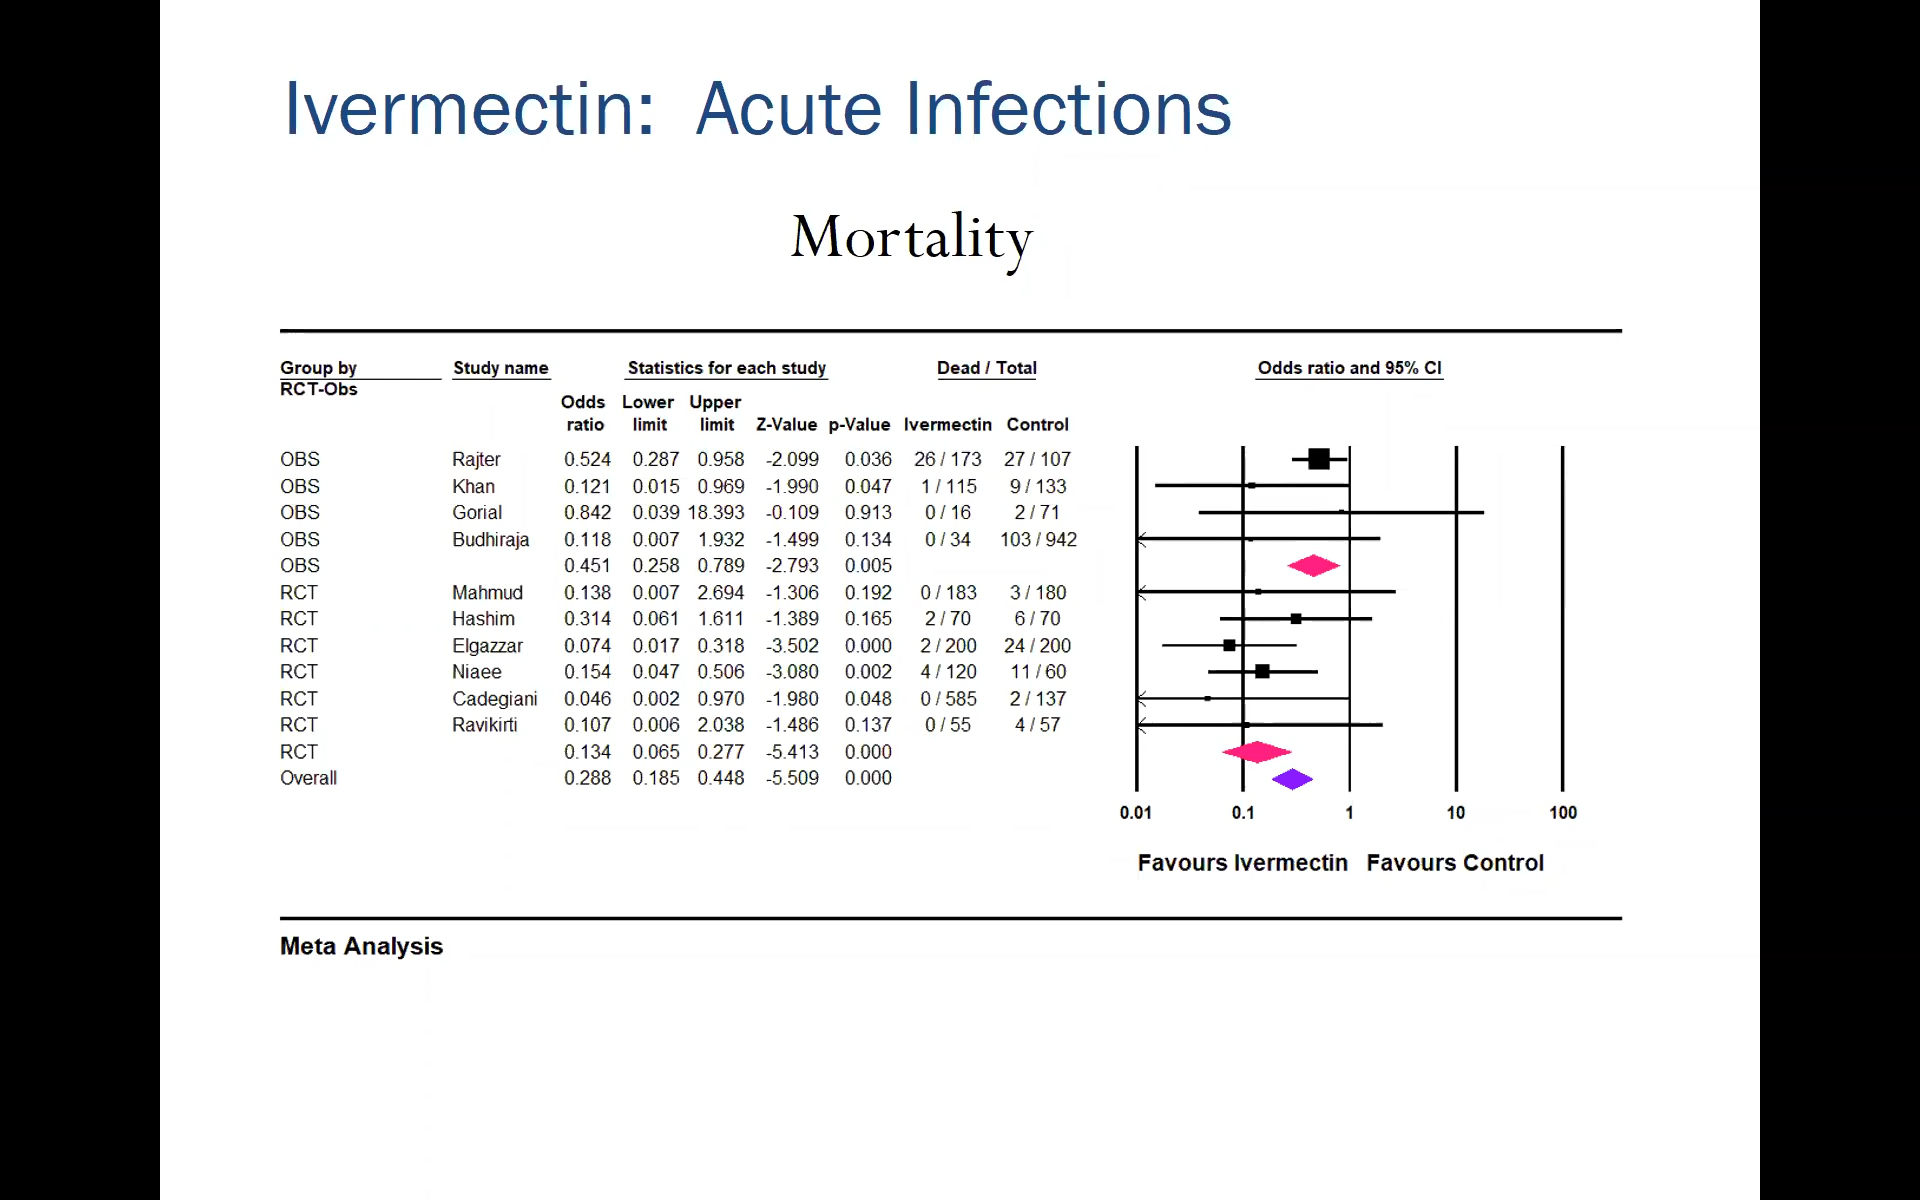 Ivermectin: Acute Infections
Mortality
Group by Study name Statistics for each study Dead / Total Odds ratio and 95% CI
RCT-Obs
Odds Lower Upper
ratio limit limit Z-Value p-Value Ivermectin Control
OBS Rajter 0.524 0.287 0.958 -2.099 0.036 26 / 173 27 / 107
OBS Khan 0.121 0.015 0.969 -1.990 0.047 1 / 115 9 / 133
OBS Gorial 0.842 0.039 18.393 -0.109 0.913 0 / 16 2 / 71
OBS Budhiraja 0.118 0.007 1.932 -1.499 0.134 0 / 34 103 / 942
OBS 0.451 0.258 0.789 -2.793 0.005
RCT Mahmud 0.138 0.007 2.694 -1.306 0.192 0 / 183 3 / 180
RCT Hashim 0.314 0.061 1.611 -1.389 0.165 2 / 70 6 / 70
RCT Elgazzar 0.074 0.017 0.318 -3.502 0.000 2 / 200 24 / 200
RCT Niaee 0.154 0.047 0.506 -3.080 0.002 4 / 120 11 / 60
RCT Cadegiani 0.046 0.002 0.970 -1.980 0.048 0 / 585 2 / 137
RCT Ravikirti 0.107 0.006 2.038 -1.486 0.137 0 / 55 4 / 57
RCT 0.134 0.065 0.277 -5.413 0.000
Overall 0.288 0.185 0.448 -5.509 0.000
0.01 0.1 1 10 100
Favours Ivermectin Favours Control
Meta Analysis